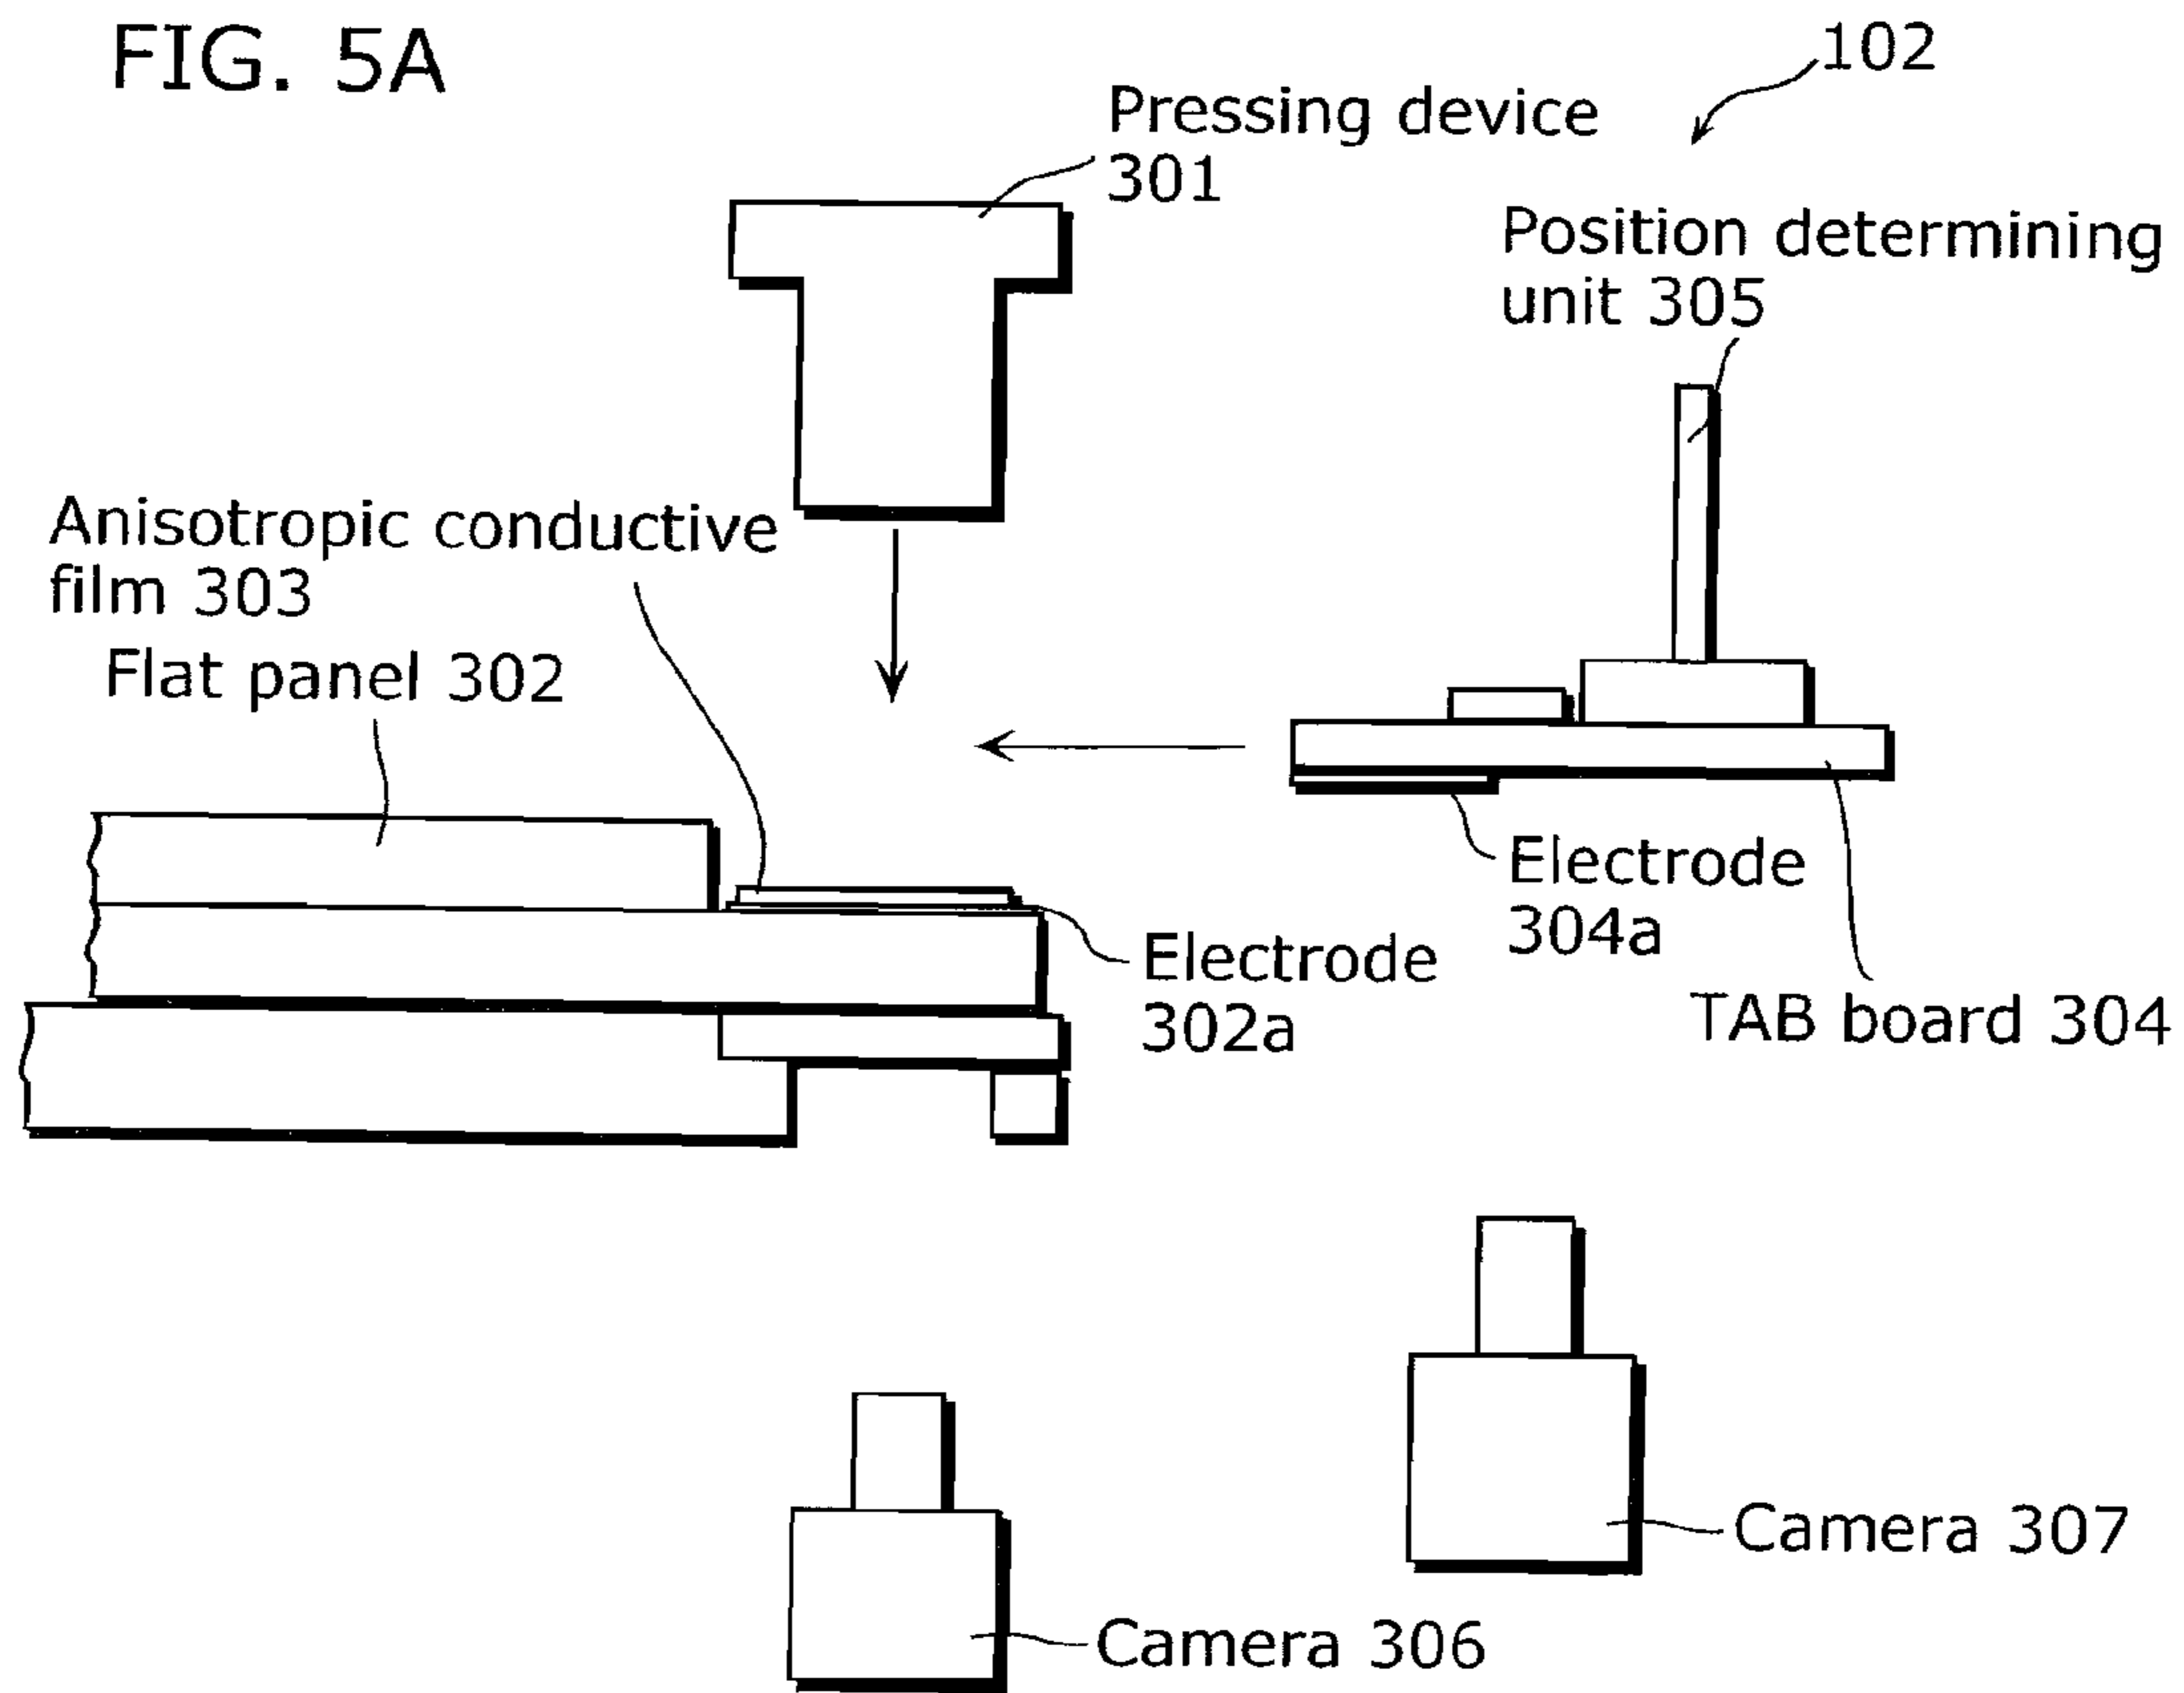 FIG. 5A
102
Pressing device
301
Position determining
unit 305
Anisotropic conductive
film 303
Flat panel 302
Electrode
304a
Electrode
302a
TAB board 304
Camera 307
Camera 306